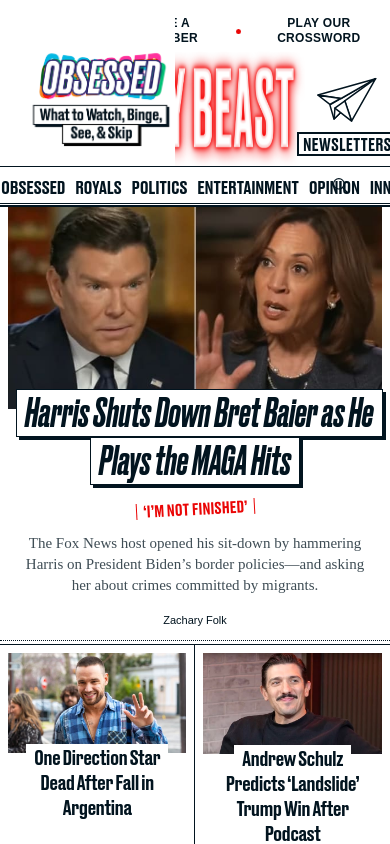 E A
BER
PLAY OUR
CROSSWORD
OBSESSED
What to Watch, Binge,
See, & Skip
Y BEAST
NEWSLETTERS
OBSESSED ROYALS POLITICS ENTERTAINMENT OPINION INN
Harris Shuts Down Bret Baier as He
Plays the MAGA Hits
‘I’M NOT FINISHED’
The Fox News host opened his sit-down by hammering
Harris on President Biden’s border policies—and asking
her about crimes committed by migrants.
Zachary Folk
One Direction Star
Dead After Fall in
Argentina
Andrew Schulz
Predicts ‘Landslide’
Trump Win After
Podcast